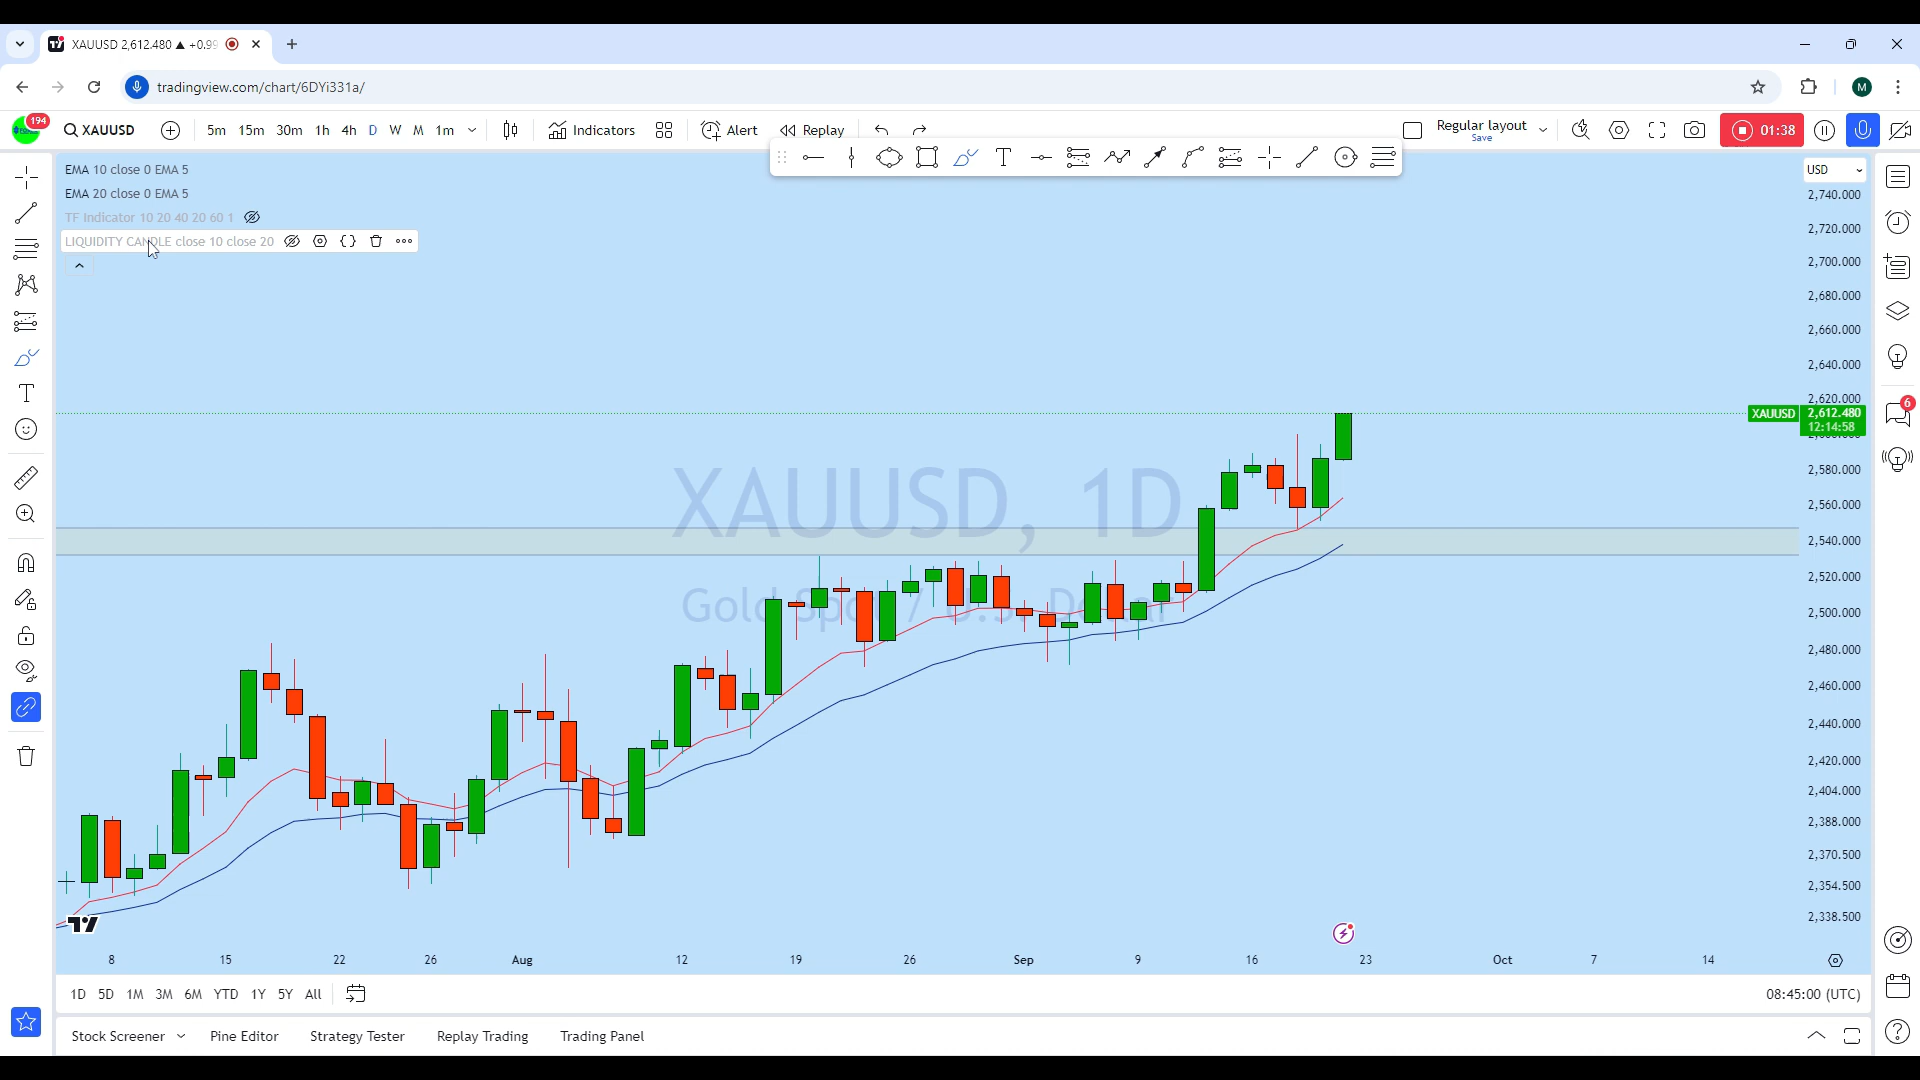 XAUUSD 2,612.480 ▲ +0.99
tradingview.com/chart/6DYi331a/
M
194
XAUUSD
5m 15m 30m 1h 4h D W M 1m
Indicators
Alert
Replay
Regular layout
Save
01:38
EMA 10 close 0 EMA 5
EMA 20 close 0 EMA 5
TF Indicator 10 20 40 20 60 1
LIQUIDITY CANDLE close 10 close 20
USD
2,740.000
2,720.000
2,700.000
2,680.000
2,660.000
2,640.000
2,620.000
XAUUSD 2,612.480
12:14:58
2,580.000
2,560.000
2,540.000
2,520.000
2,500.000
2,480.000
2,460.000
2,440.000
2,420.000
2,404.000
2,388.000
2,370.500
2,354.500
2,338.500
6
XAUUSD, 1D
Gold Spot / U.S. Dollar
8 15 22 26 Aug 12 19 26 Sep 9 16 23 Oct 7 14
1D 5D 1M 3M 6M YTD 1Y 5Y All
08:45:00 (UTC)
Stock Screener Pine Editor Strategy Tester Replay Trading Trading Panel